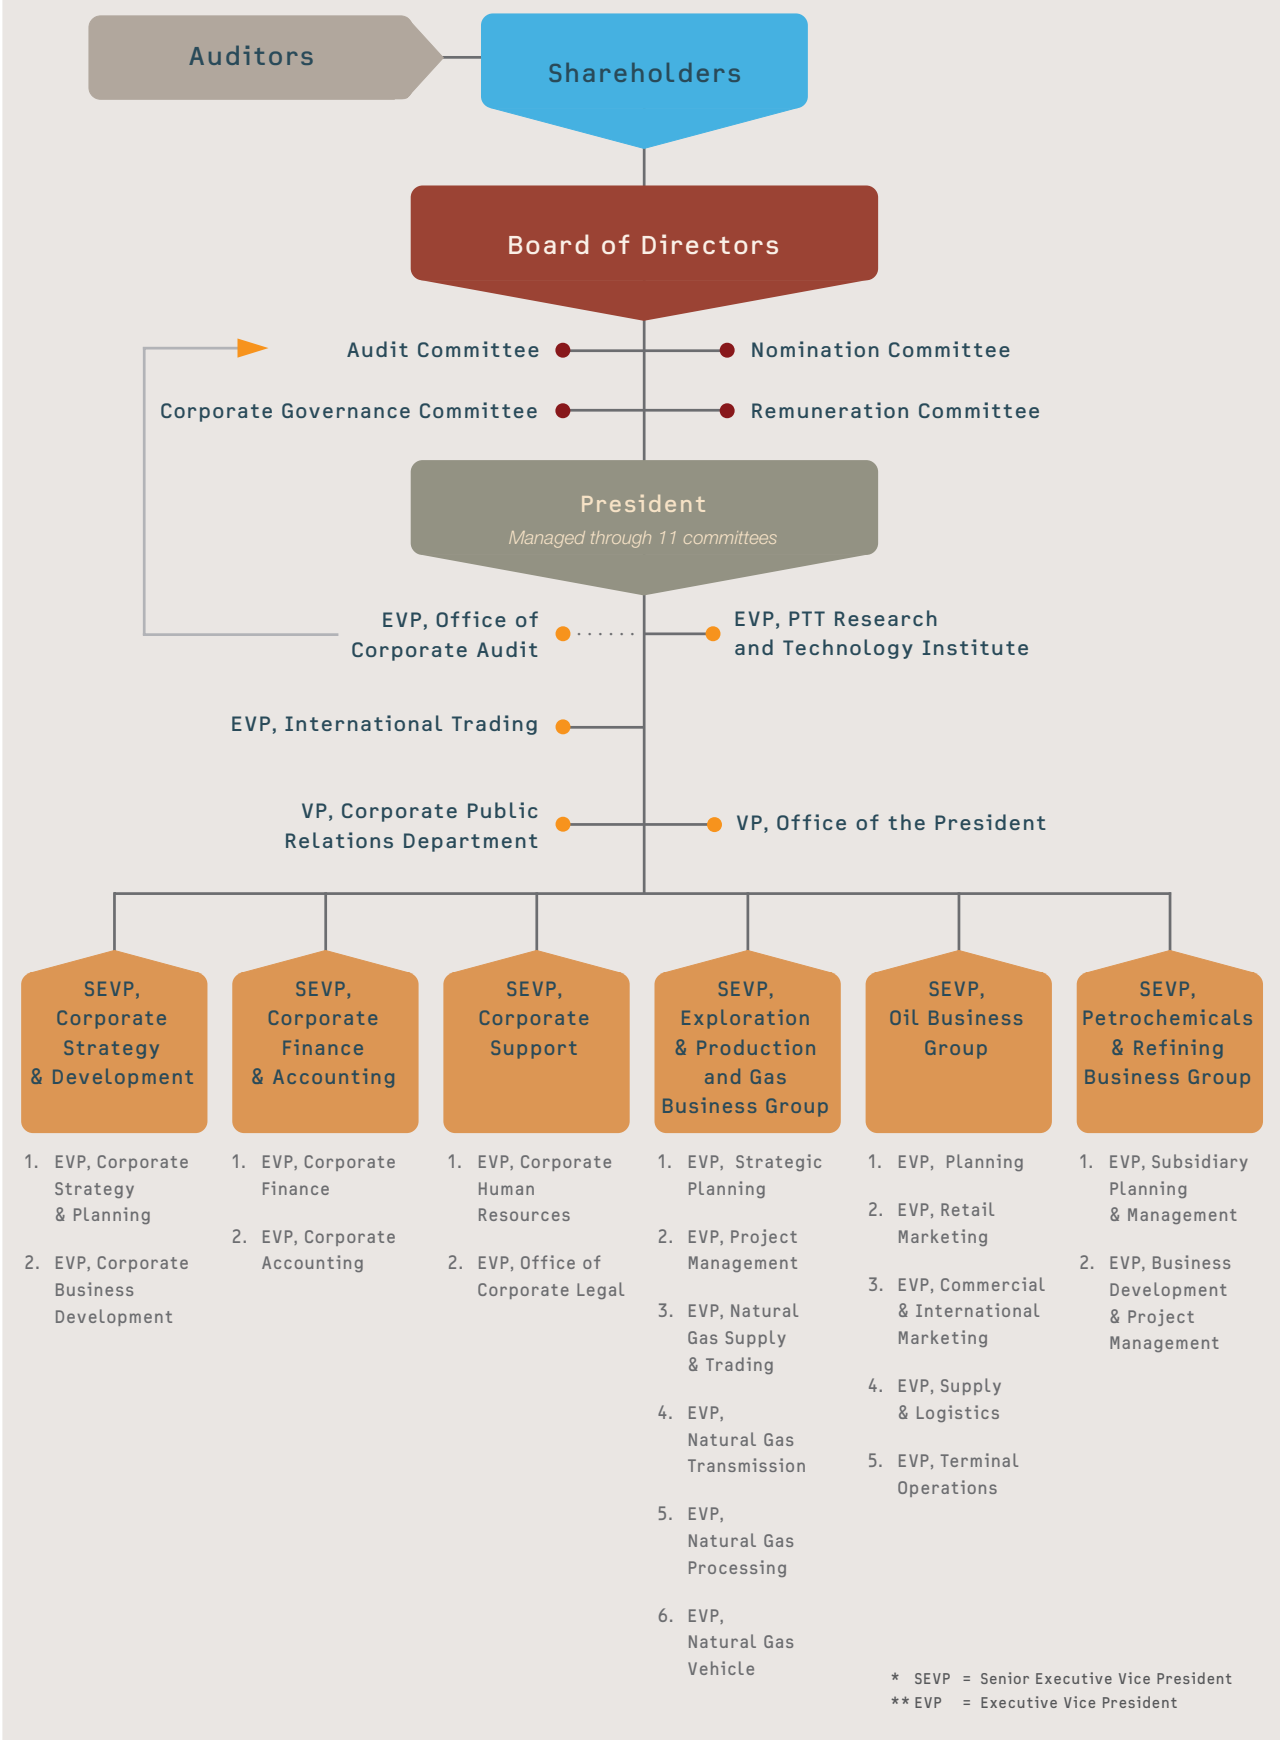 Auditors
Shareholders
Board of Directors
Audit Committee
Nomination Committee
Corporate Governance Committee
Remuneration Committee
President
Managed through 11 committees
EVP, Office of
Corporate Audit
EVP, PTT Research
and Technology Institute
EVP, International Trading
VP, Corporate Public
Relations Department
VP, Office of the President
SEVP,
Corporate
Strategy
& Development
SEVP,
Corporate
Finance
& Accounting
SEVP,
Corporate
Support
SEVP,
Exploration
& Production
and Gas
Business Group
SEVP,
Oil Business
Group
SEVP,
Petrochemicals
& Refining
Business Group
1. EVP, Corporate
Strategy
& Planning
2. EVP, Corporate
Business
Development
1. EVP, Corporate
Finance
2. EVP, Corporate
Accounting
1. EVP, Corporate
Human
Resources
2. EVP, Office of
Corporate Legal
1. EVP, Strategic
Planning
2. EVP, Project
Management
3. EVP, Natural
Gas Supply
& Trading
4. EVP,
Natural Gas
Transmission
5. EVP,
Natural Gas
Processing
6. EVP,
Natural Gas
Vehicle
1. EVP, Planning
2. EVP, Retail
Marketing
3. EVP, Commercial
& International
Marketing
4. EVP, Supply
& Logistics
5. EVP, Terminal
Operations
1. EVP, Subsidiary
Planning
& Management
2. EVP, Business
Development
& Project
Management
* SEVP = Senior Executive Vice President
** EVP = Executive Vice President